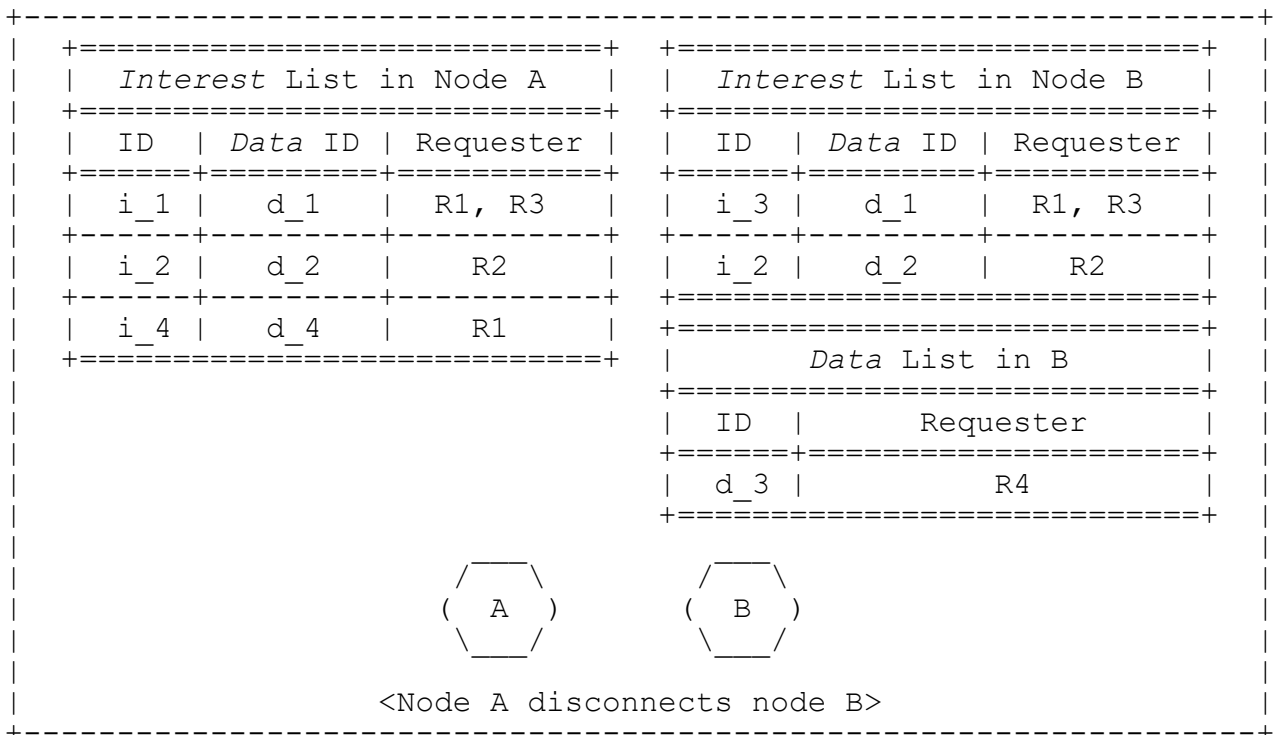 Interest List in Node A | Interest List in Node B
ID | Data ID | Requester | ID | Data ID | Requester
i_1 | d_1 | R1, R3 | i_3 | d_1 | R1, R3
i_2 | d_2 | R2 | i_2 | d_2 | R2
i_4 | d_4 | R1
Data List in B
ID | Requester
d_3 | R4
A B
<Node A disconnects node B>